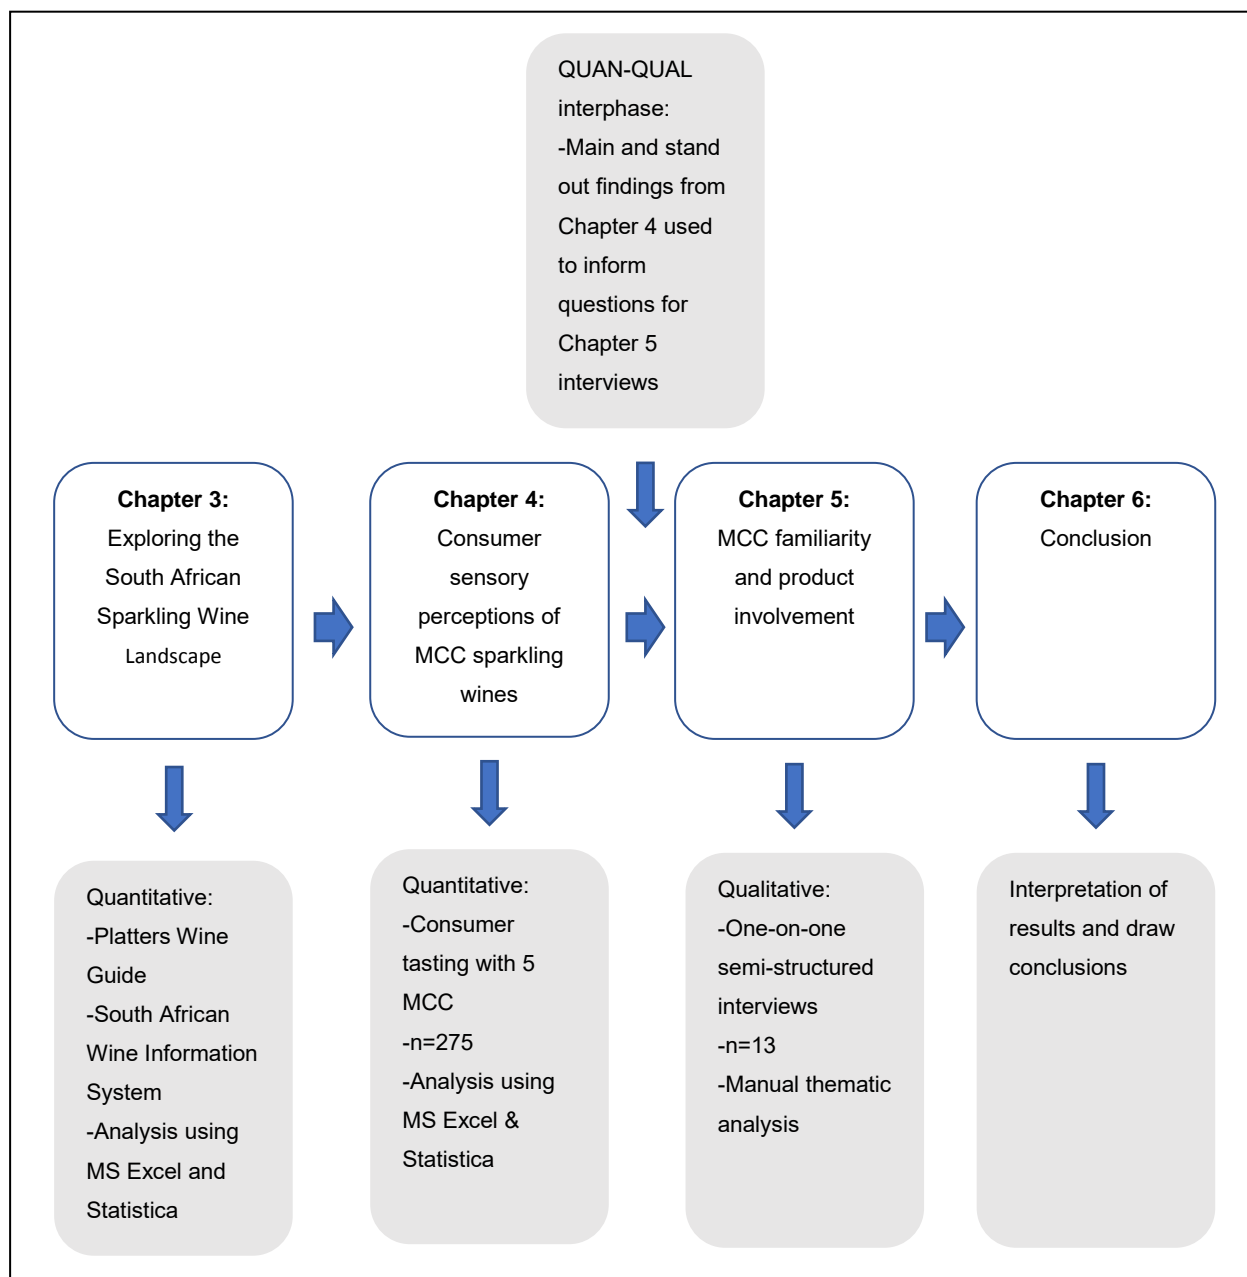 QUAN-QUAL
interphase:
-Main and stand
out findings from
Chapter 4 used
to inform
questions for
Chapter 5
interviews
Chapter 3:
Exploring the
South African
Sparkling Wine
Landscape
Chapter 4:
Consumer
sensory
perceptions of
MCC sparkling
wines
Chapter 5:
MCC familiarity
and product
involvement
Chapter 6:
Conclusion
Quantitative:
-Platters Wine
Guide
-South African
Wine Information
System
-Analysis using
MS Excel and
Statistica
Quantitative:
-Consumer
tasting with 5
MCC
-n=275
-Analysis using
MS Excel &
Statistica
Qualitative:
-One-on-one
semi-structured
interviews
-n=13
-Manual thematic
analysis
Interpretation of
results and draw
conclusions